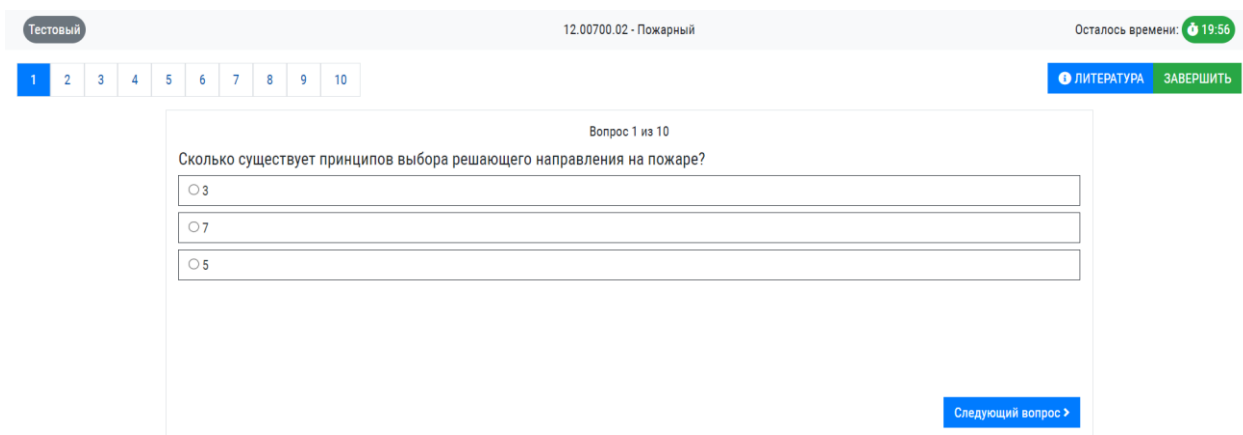 Тестовый 12.00700.02 - Пожарный Осталось времени: 19:56
1 2 3 4 5 6 7 8 9 10 ЛИТЕРАТУРА ЗАВЕРШИТЬ
Вопрос 1 из 10
Сколько существует принципов выбора решающего направления на пожаре?
3
7
5
Следующий вопрос